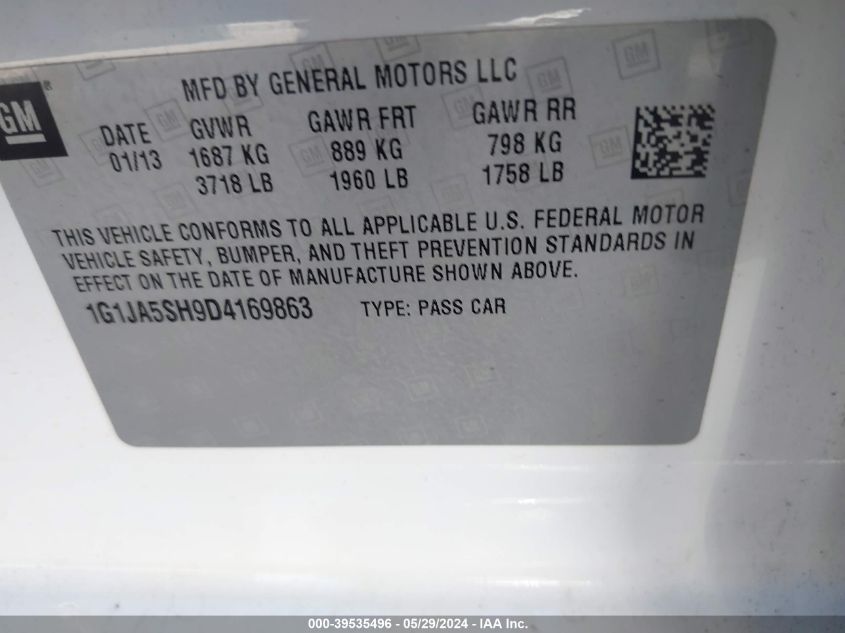 GM
MFD BY GENERAL MOTORS LLC
DATE GVWR GAWR FRT GAWR RR
01/13 1687 KG 889 KG 798 KG
3718 LB 1960 LB 1758 LB
THIS VEHICLE CONFORMS TO ALL APPLICABLE U.S. FEDERAL MOTOR
VEHICLE SAFETY, BUMPER, AND THEFT PREVENTION STANDARDS IN
EFFECT ON THE DATE OF MANUFACTURE SHOWN ABOVE.
1G1JA5SH9D4169863 TYPE: PASS CAR
000-39535496 - 05/29/2024 - IAA Inc.